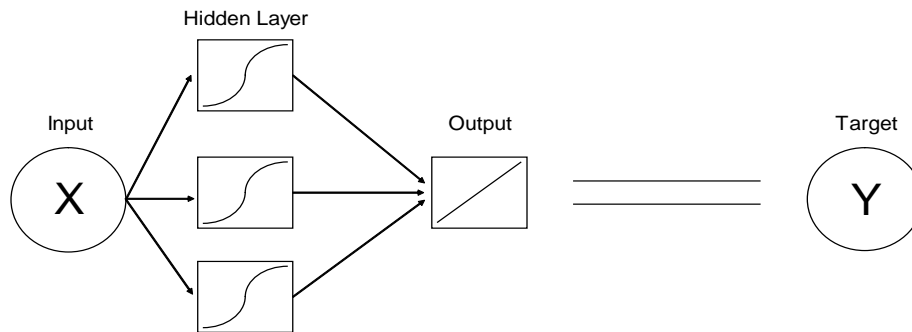 Hidden Layer
Input
Output
Target
X
Y